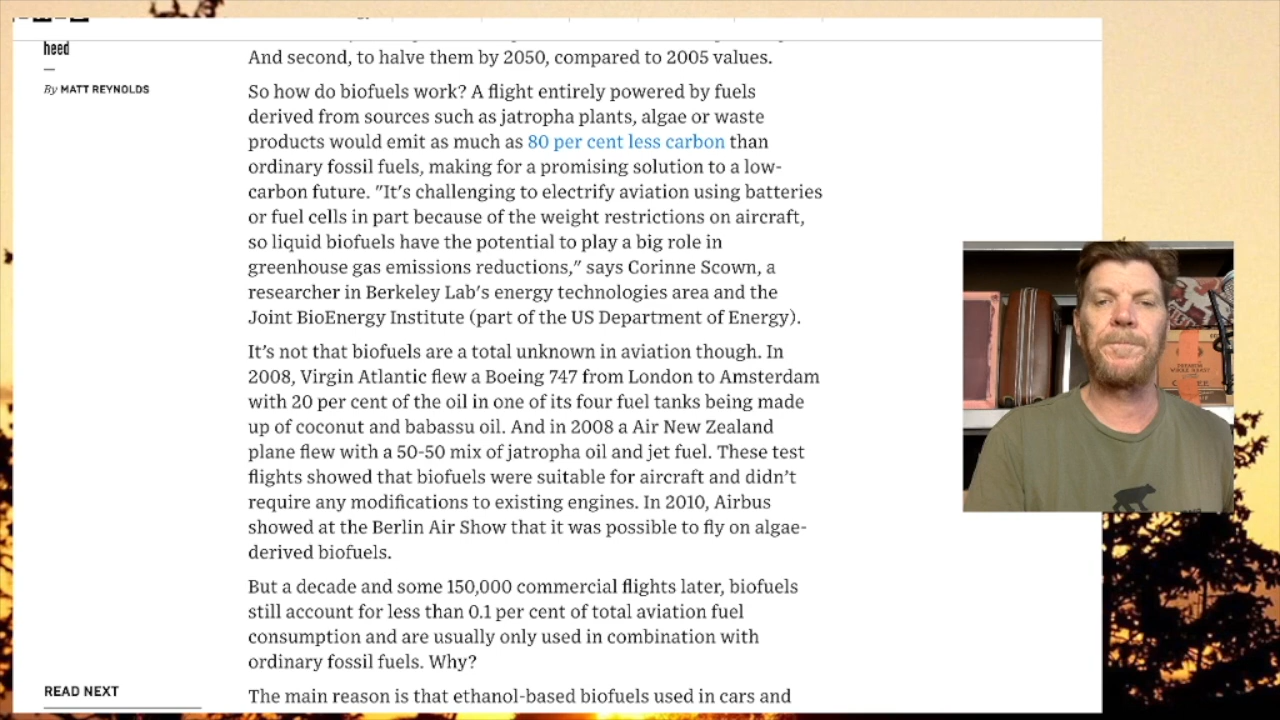 heed
By MATT REYNOLDS
And second, to halve them by 2050, compared to 2005 values.
So how do biofuels work? A flight entirely powered by fuels
derived from sources such as jatropha plants, algae or waste
products would emit as much as 80 per cent less carbon than
ordinary fossil fuels, making for a promising solution to a low-
carbon future. "It's challenging to electrify aviation using batteries
or fuel cells in part because of the weight restrictions on aircraft,
so liquid biofuels have the potential to play a big role in
greenhouse gas emissions reductions," says Corinne Scown, a
researcher in Berkeley Lab's energy technologies area and the
Joint BioEnergy Institute (part of the US Department of Energy).
It's not that biofuels are a total unknown in aviation though. In
2008, Virgin Atlantic flew a Boeing 747 from London to Amsterdam
with 20 per cent of the oil in one of its four fuel tanks being made
up of coconut and babassu oil. And in 2008 a Air New Zealand
plane flew with a 50-50 mix of jatropha oil and jet fuel. These test
flights showed that biofuels were suitable for aircraft and didn't
require any modifications to existing engines. In 2010, Airbus
showed at the Berlin Air Show that it was possible to fly on algae-
derived biofuels.
But a decade and some 150,000 commercial flights later, biofuels
still account for less than 0.1 per cent of total aviation fuel
consumption and are usually only used in combination with
ordinary fossil fuels. Why?
READ NEXT
The main reason is that ethanol-based biofuels used in cars and